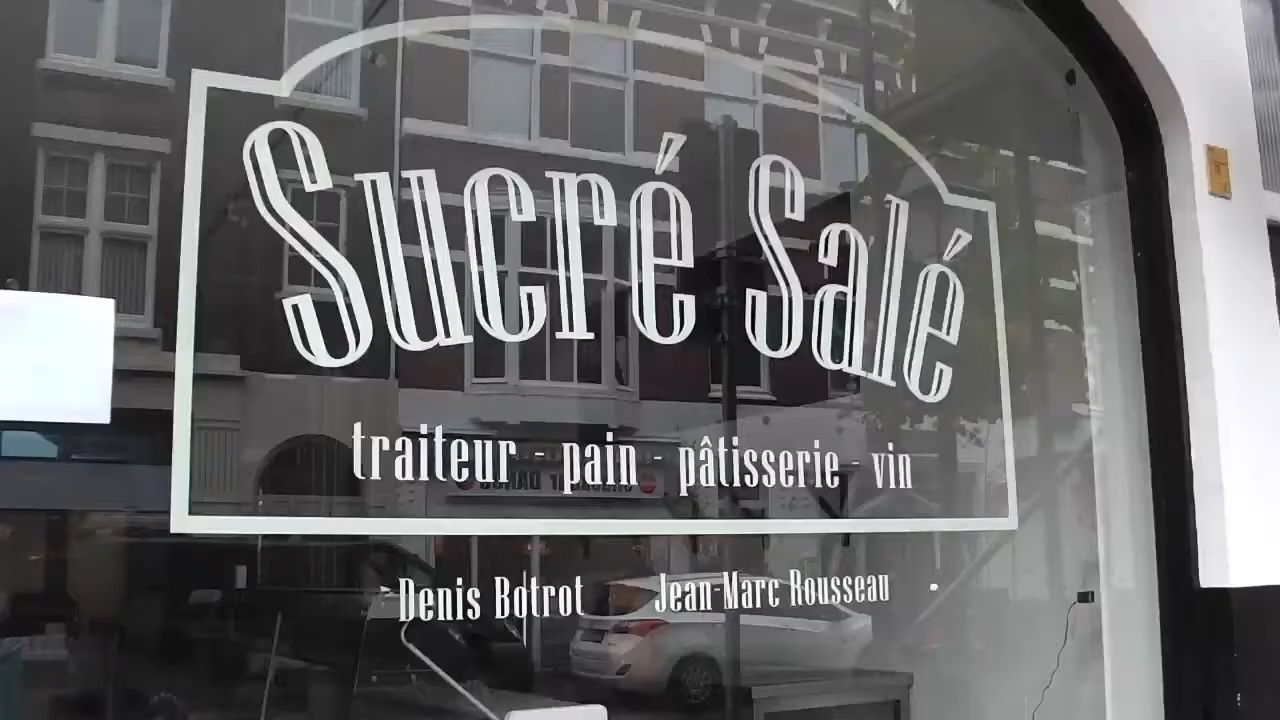 Sucré Salé
traiteur - pain - pâtisserie - vin
Denis Botrot Jean-Marc Rousseau